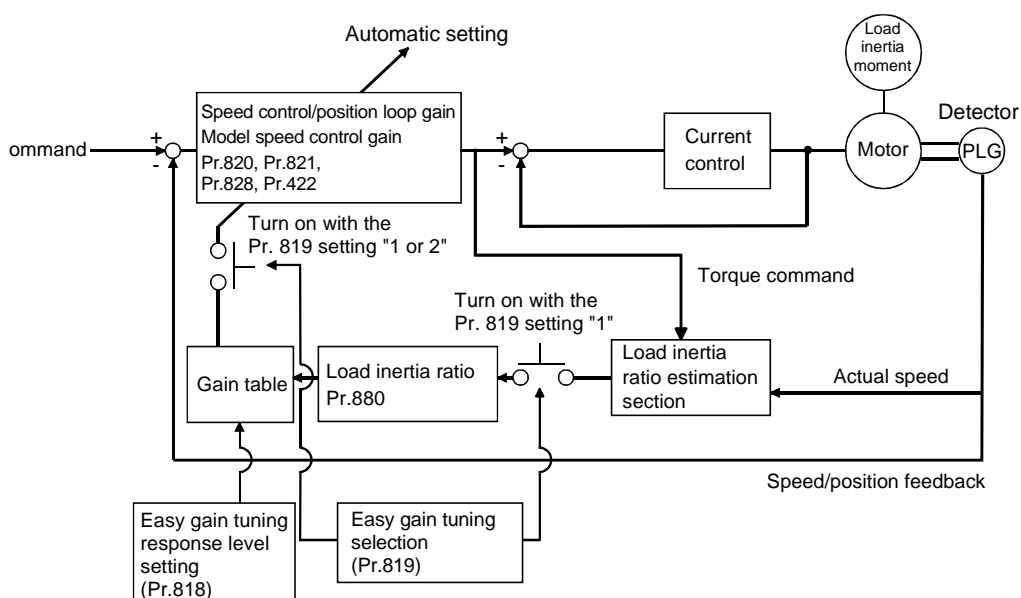 Load
inertia
moment
Automatic setting
Detector
Speed control/position loop gain
Model speed control gain
Pr.820, Pr.821,
Pr.828, Pr.422
+
-
ommand
+
-
Current
control
Motor
PLG
Turn on with the
Pr. 819 setting "1 or 2"
Torque command
Turn on with the
Pr. 819 setting "1"
Gain table
Load inertia ratio
Pr.880
Load inertia
ratio estimation
section
Actual speed
Speed/position feedback
Easy gain tuning
response level
setting
(Pr.818)
Easy gain tuning
selection
(Pr.819)